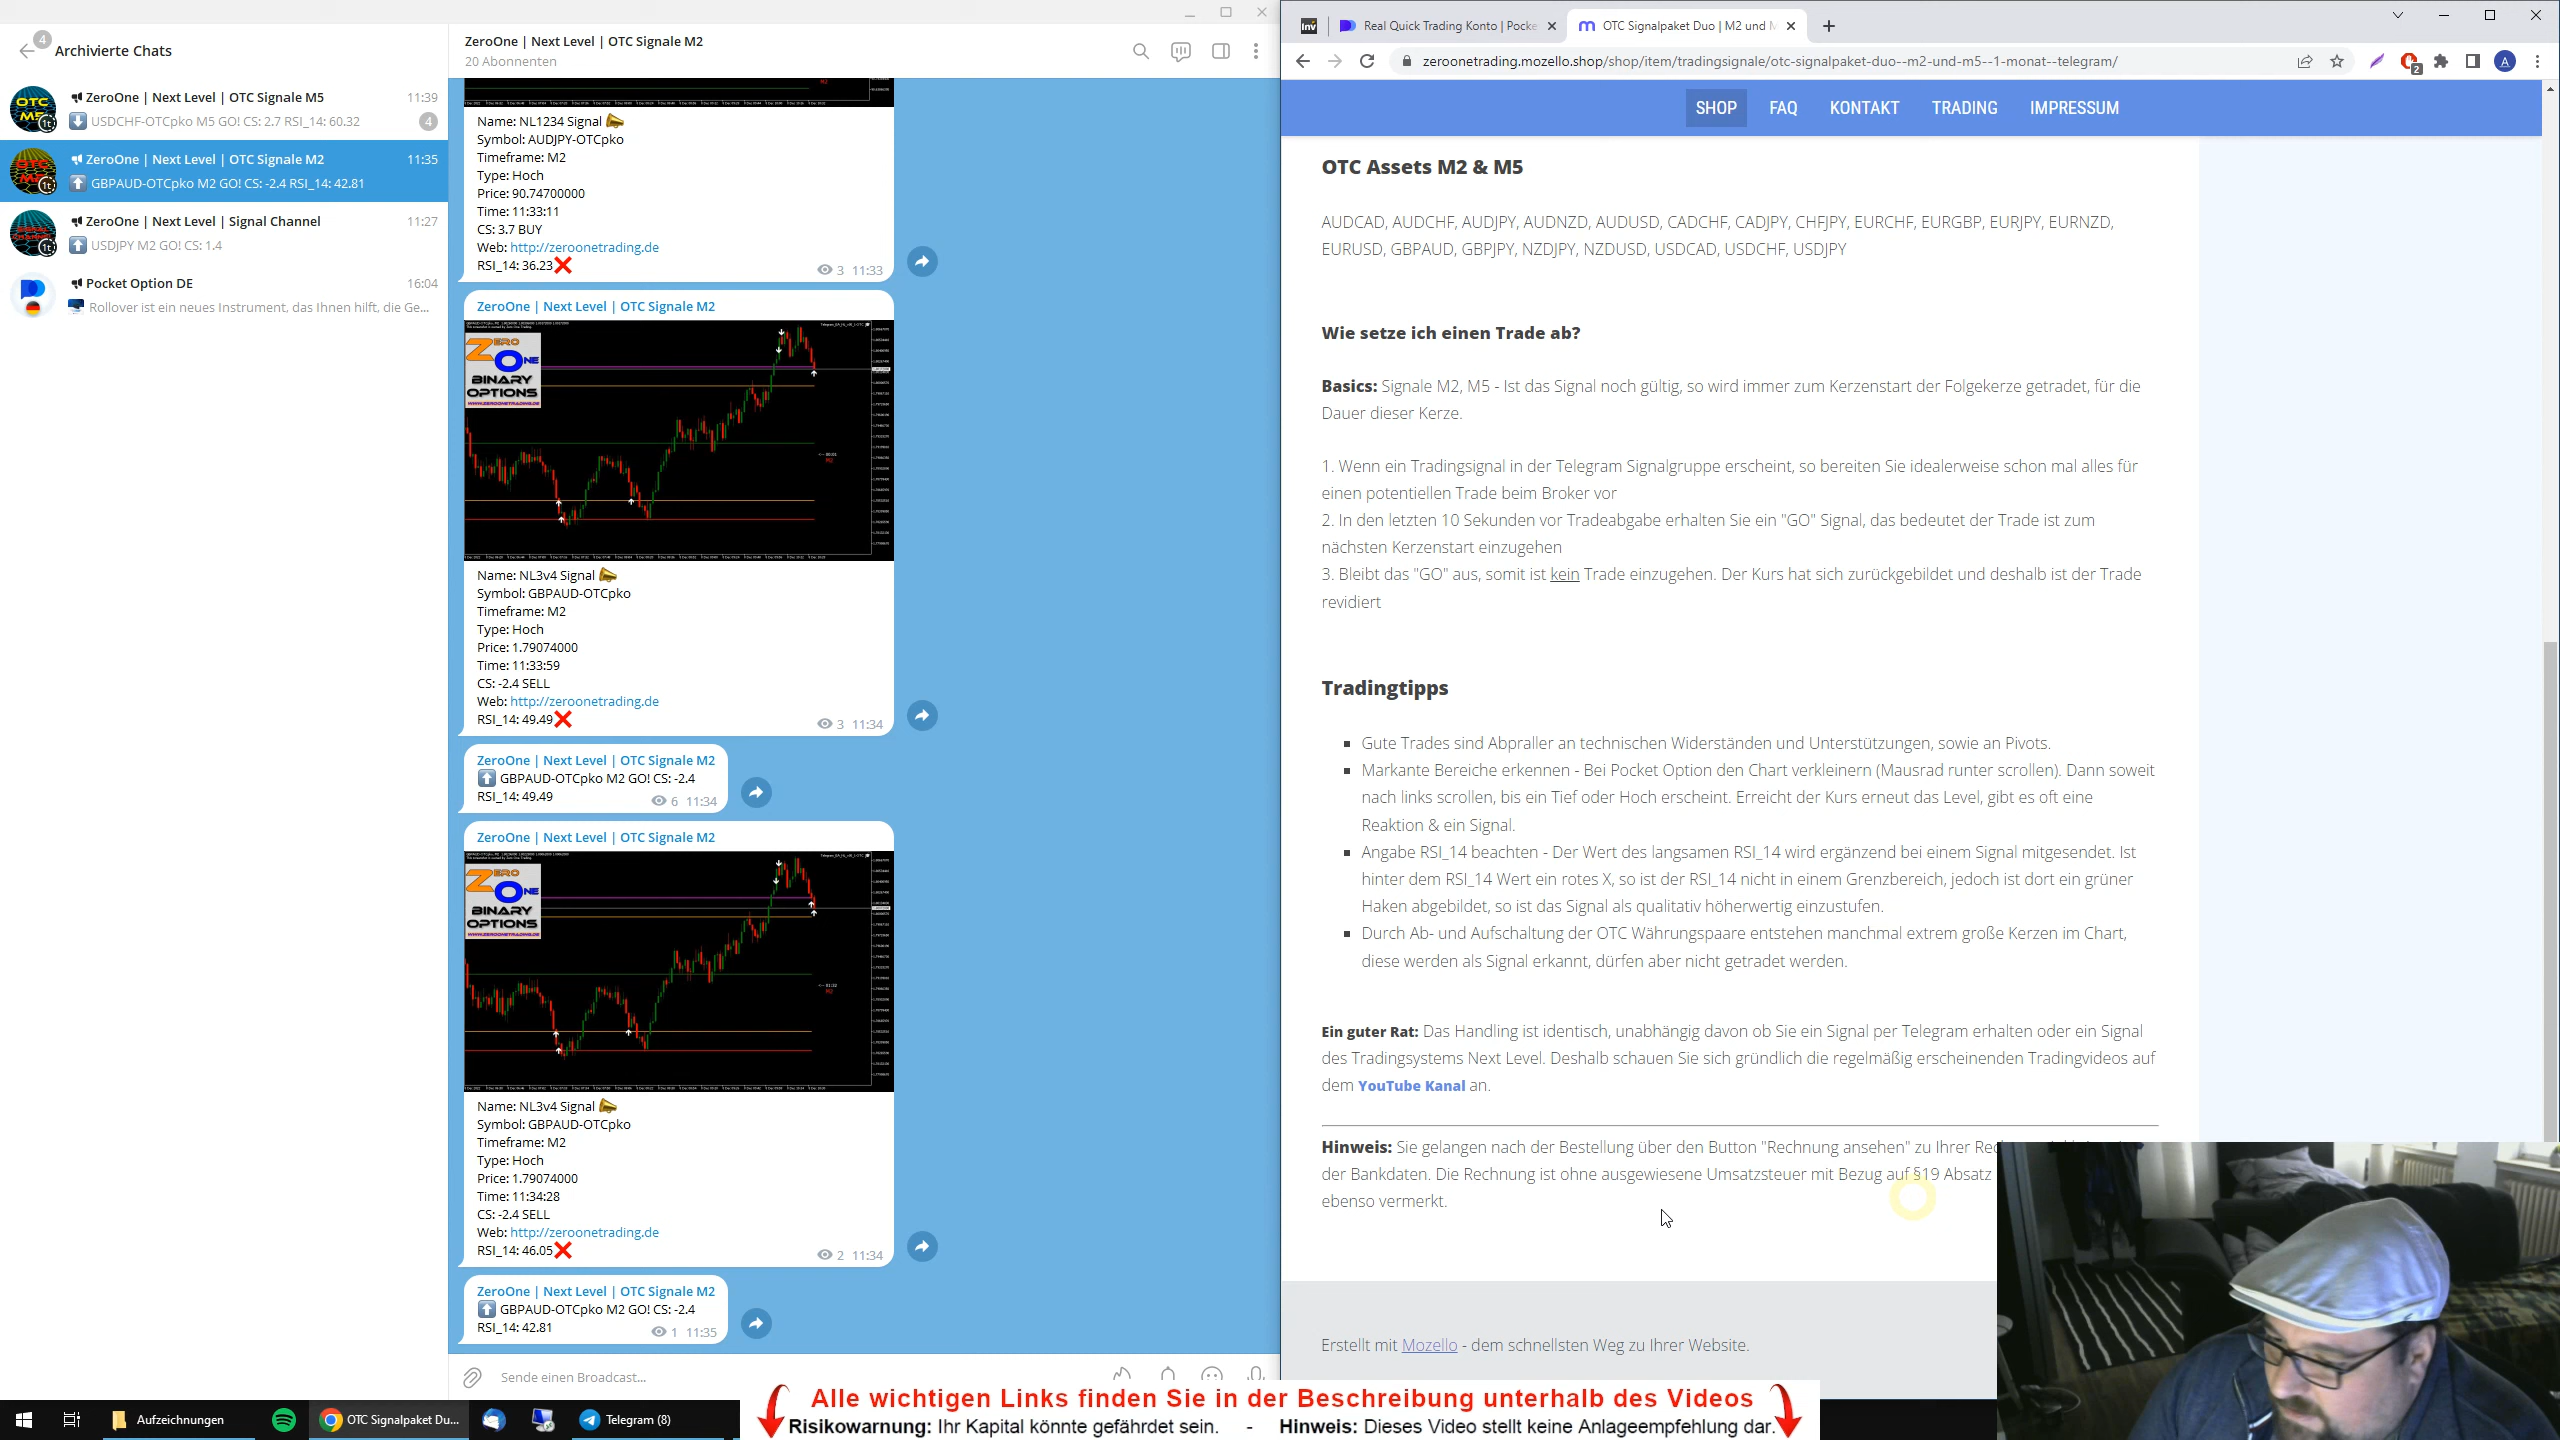 4
Archivierte Chats
ZeroOne | Next Level | OTC Signale M5
11:39
USDCHF-OTCpko M5 GO! CS: 2.7 RSI_14: 60.32
4
ZeroOne | Next Level | OTC Signale M2
11:35
GBPAUD-OTCpko M2 GO! CS: -2.4 RSI_14: 42.81
ZeroOne | Next Level | Signal Channel
11:27
USDJPY M2 GO! CS: 1.4
Pocket Option DE
16:04
Rollover ist ein neues Instrument, das Ihnen hilft, die Ge...
ZeroOne | Next Level | OTC Signale M2
20 Abonnenten
Name: NL1234 Signal
Symbol: AUDJPY-OTCpko
Timeframe: M2
Type: Hoch
Price: 90.74700000
Time: 11:33:11
CS: 3.7 BUY
Web: http://zeroonetrading.de
RSI_14: 36.23❌
3 11:33
ZeroOne | Next Level | OTC Signale M2
ZERO
ONE
BINARY
OPTIONS
WWW.ZEROONETRADING.DE
Name: NL3v4 Signal
Symbol: GBPAUD-OTCpko
Timeframe: M2
Type: Hoch
Price: 1.79074000
Time: 11:33:59
CS: -2.4 SELL
Web: http://zeroonetrading.de
RSI_14: 49.49❌
3 11:34
ZeroOne | Next Level | OTC Signale M2
GBPAUD-OTCpko M2 GO! CS: -2.4
RSI_14: 49.49
6 11:34
ZeroOne | Next Level | OTC Signale M2
ZERO
ONE
BINARY
OPTIONS
WWW.ZEROONETRADING.DE
Name: NL3v4 Signal
Symbol: GBPAUD-OTCpko
Timeframe: M2
Type: Hoch
Price: 1.79074000
Time: 11:34:28
CS: -2.4 SELL
Web: http://zeroonetrading.de
RSI_14: 46.05❌
2 11:34
ZeroOne | Next Level | OTC Signale M2
GBPAUD-OTCpko M2 GO! CS: -2.4
RSI_14: 42.81
1 11:35
Sende einen Broadcast...
Inv
Real Quick Trading Konto | Pocke
OTC Signalpaket Duo | M2 und M
zeroonetrading.mozello.shop/shop/item/tradingsignale/otc-signalpaket-duo--m2-und-m5--1-monat--telegram/
2
A
SHOP FAQ KONTAKT TRADING IMPRESSUM
OTC Assets M2 & M5
AUDCAD, AUDCHF, AUDJPY, AUDNZD, AUDUSD, CADCHF, CADJPY, CHFJPY, EURCHF, EURGBP, EURJPY, EURNZD,
EURUSD, GBPAUD, GBPJPY, NZDJPY, NZDUSD, USDCAD, USDCHF, USDJPY
Wie setze ich einen Trade ab?
Basics: Signale M2, M5 - Ist das Signal noch gültig, so wird immer zum Kerzenstart der Folgekerze getradet, für die
Dauer dieser Kerze.
1. Wenn ein Tradingsignal in der Telegram Signalgruppe erscheint, so bereiten Sie idealerweise schon mal alles für
einen potentiellen Trade beim Broker vor
2. In den letzten 10 Sekunden vor Tradeabgabe erhalten Sie ein "GO" Signal, das bedeutet der Trade ist zum
nächsten Kerzenstart einzugehen
3. Bleibt das "GO" aus, somit ist kein Trade einzugehen. Der Kurs hat sich zurückgebildet und deshalb ist der Trade
revidiert
Tradingtipps
Gute Trades sind Abpraller an technischen Widerständen und Unterstützungen, sowie an Pivots.
Markante Bereiche erkennen - Bei Pocket Option den Chart verkleinern (Mausrad runter scrollen). Dann soweit
nach links scrollen, bis ein Tief oder Hoch erscheint. Erreicht der Kurs erneut das Level, gibt es oft eine
Reaktion & ein Signal.
Angabe RSI_14 beachten - Der Wert des langsamen RSI_14 wird ergänzend bei einem Signal mitgesendet. Ist
hinter dem RSI_14 Wert ein rotes X, so ist der RSI_14 nicht in einem Grenzbereich, jedoch ist dort ein grüner
Haken abgebildet, so ist das Signal als qualitativ höherwertig einzustufen.
Durch Ab- und Aufschaltung der OTC Währungspaare entstehen manchmal extrem große Kerzen im Chart,
diese werden als Signal erkannt, dürfen aber nicht getradet werden.
Ein guter Rat: Das Handling ist identisch, unabhängig davon ob Sie ein Signal per Telegram erhalten oder ein Signal
des Tradingsystems Next Level. Deshalb schauen Sie sich gründlich die regelmäßig erscheinenden Tradingvideos auf
dem YouTube Kanal an.
Hinweis: Sie gelangen nach der Bestellung über den Button "Rechnung ansehen" zu Ihrer
der Bankdaten. Die Rechnung ist ohne ausgewiesene Umsatzsteuer mit Bezug auf §19 Absatz
ebenso vermerkt.
Erstellt mit Mozello - dem schnellsten Weg zu Ihrer Website.
Aufzeichnungen
OTC Signalpaket Du...
Telegram (8)
Alle wichtigen Links finden Sie in der Beschreibung unterhalb des Videos
Risikowarnung: Ihr Kapital könnte gefährdet sein. - Hinweis: Dieses Video stellt keine Anlageempfehlung dar.